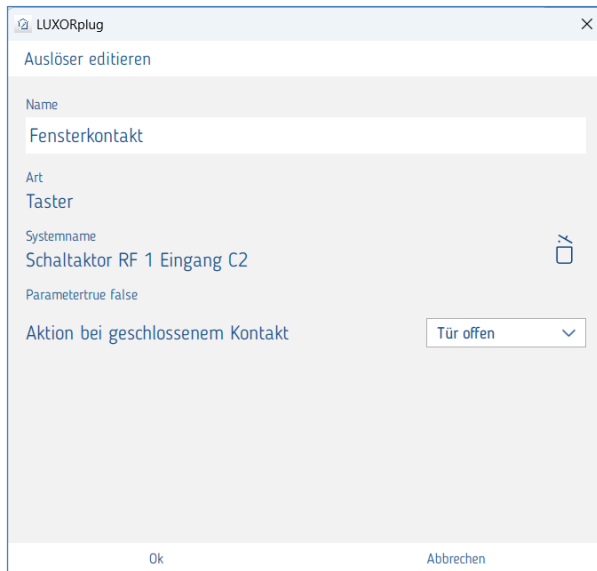 LUXORplug
Auslöser editieren
Name
Fensterkontakt
Art
Taster
Systemname
Schaltaktor RF 1 Eingang C2
Parametertrue false
Aktion bei geschlossenem Kontakt
Tür offen
Ok
Abbrechen